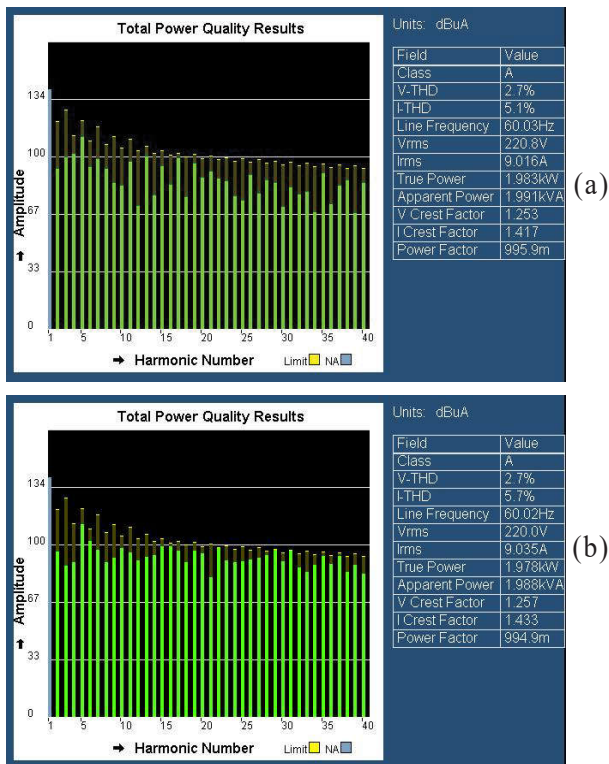 Total Power Quality Results
Units: dBuA
Field Value
Class A
V-THD 2.7%
I-THD 5.1%
Line Frequency 60.03Hz
Vrms 220.8V
Irms 9.016A
True Power 1.983kW
Apparent Power 1.991kVA
V Crest Factor 1.253
I Crest Factor 1.417
Power Factor 995.9m
134
100
67
33
0
Amplitude
1 5 10 15 20 25 30 35 40
Harmonic Number Limit NA
(a)
Total Power Quality Results
Units: dBuA
Field Value
Class A
V-THD 2.7%
I-THD 5.7%
Line Frequency 60.02Hz
Vrms 220.0V
Irms 9.035A
True Power 1.978kW
Apparent Power 1.988kVA
V Crest Factor 1.257
I Crest Factor 1.433
Power Factor 994.9m
134
100
67
33
0
Amplitude
1 5 10 15 20 25 30 35 40
Harmonic Number Limit NA
(b)